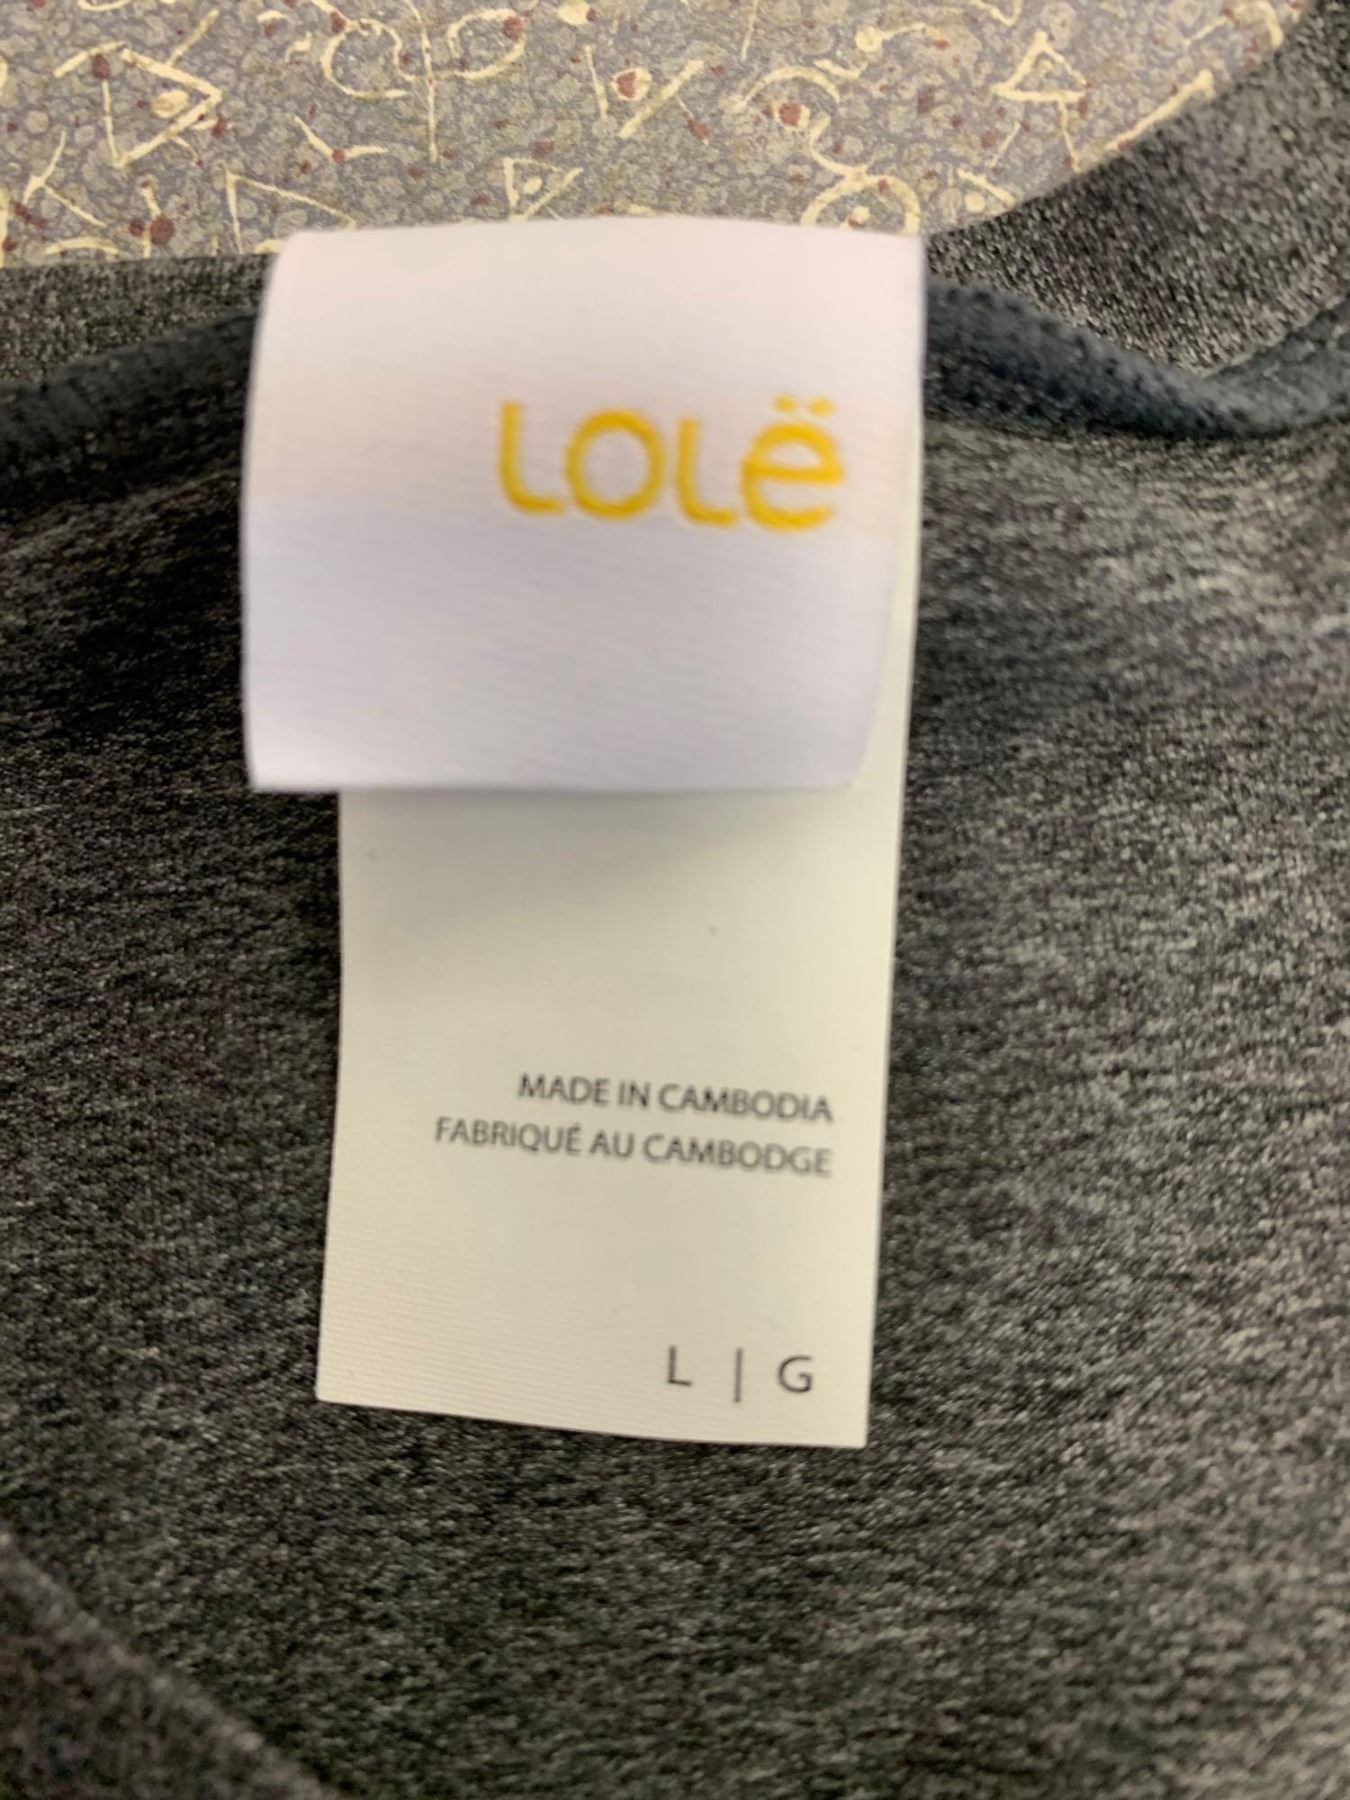 Lolë
MADE IN CAMBODIA
FABRIQUÉ AU CAMBODGE
L | G